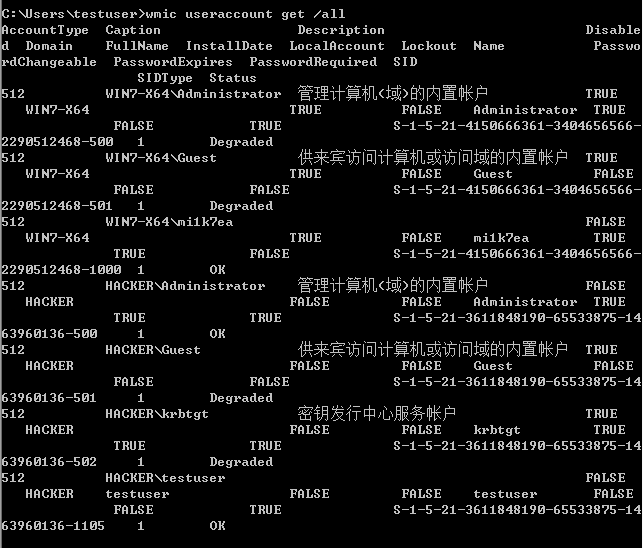 C:\Users\testuser>wmic useraccount get /all
AccountType  Caption                  Description                    Disable
d  Domain    FullName  InstallDate  LocalAccount  Lockout  Name           Passwo
rdChangeable  PasswordExpires  PasswordRequired  SID
SIDType  Status
512          WIN7-X64\Administrator  管理计算机(域)的内置帐户            TRUE
WIN7-X64                         TRUE          FALSE    Administrator  TRUE
FALSE            TRUE              S-1-5-21-4150666361-3404656566-
2290512468-500   1        Degraded
512          WIN7-X64\Guest          供来宾访问计算机或访问域的内置帐户  TRUE
WIN7-X64                         TRUE          FALSE    Guest          FALSE
FALSE            FALSE             S-1-5-21-4150666361-3404656566-
2290512468-501   1        Degraded
512          WIN7-X64\mi1k7ea                                            FALSE
WIN7-X64                         TRUE          FALSE    mi1k7ea        TRUE
TRUE             FALSE             S-1-5-21-4150666361-3404656566-
2290512468-1000  1        OK
512          HACKER\Administrator    管理计算机(域)的内置帐户            FALSE
HACKER                           FALSE         FALSE    Administrator  TRUE
TRUE             TRUE              S-1-5-21-3611848190-65533875-14
63960136-500     1        OK
512          HACKER\Guest            供来宾访问计算机或访问域的内置帐户  TRUE
HACKER                           FALSE         FALSE    Guest          FALSE
FALSE            FALSE             S-1-5-21-3611848190-65533875-14
63960136-501     1        Degraded
512          HACKER\krbtgt           密钥发行中心服务帐户                TRUE
HACKER                           FALSE         FALSE    krbtgt         TRUE
TRUE             TRUE              S-1-5-21-3611848190-65533875-14
63960136-502     1        Degraded
512          HACKER\testuser                                             FALSE
HACKER    testuser               FALSE         FALSE    testuser       FALSE
FALSE            TRUE              S-1-5-21-3611848190-65533875-14
63960136-1105    1        OK